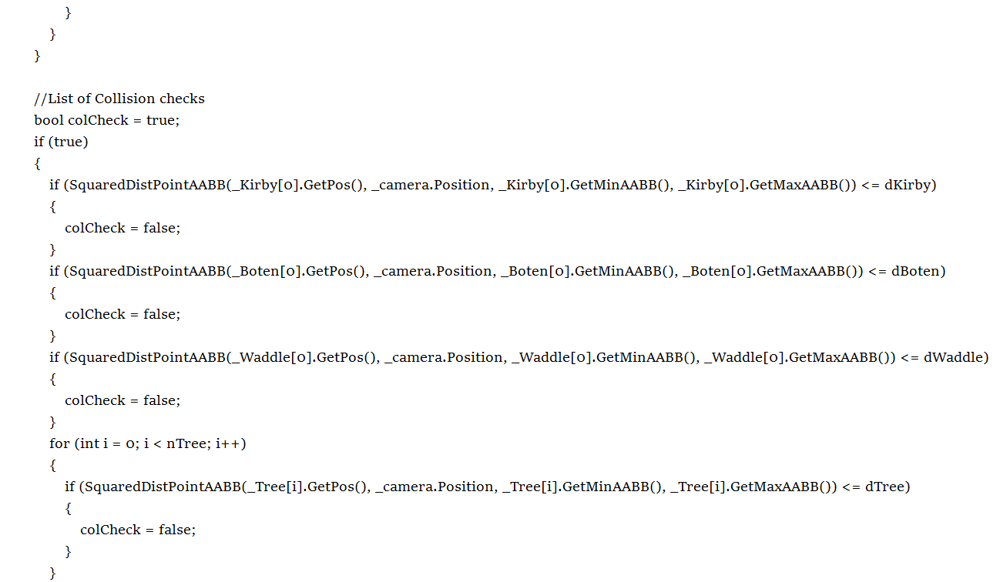 }
}
}
//List of Collision checks
bool colCheck = true;
if (true)
{
if (SquaredDistPointAABB(_Kirby[0].GetPos(), _camera.Position, _Kirby[0].GetMinAABB(), _Kirby[0].GetMaxAABB()) <= dKirby)
{
colCheck = false;
}
if (SquaredDistPointAABB(_Boten[0].GetPos(), _camera.Position, _Boten[0].GetMinAABB(), _Boten[0].GetMaxAABB()) <= dBoten)
{
colCheck = false;
}
if (SquaredDistPointAABB(_Waddle[0].GetPos(), _camera.Position, _Waddle[0].GetMinAABB(), _Waddle[0].GetMaxAABB()) <= dWaddle)
{
colCheck = false;
}
for (int i = 0; i < nTree; i++)
{
if (SquaredDistPointAABB(_Tree[i].GetPos(), _camera.Position, _Tree[i].GetMinAABB(), _Tree[i].GetMaxAABB()) <= dTree)
{
colCheck = false;
}
}